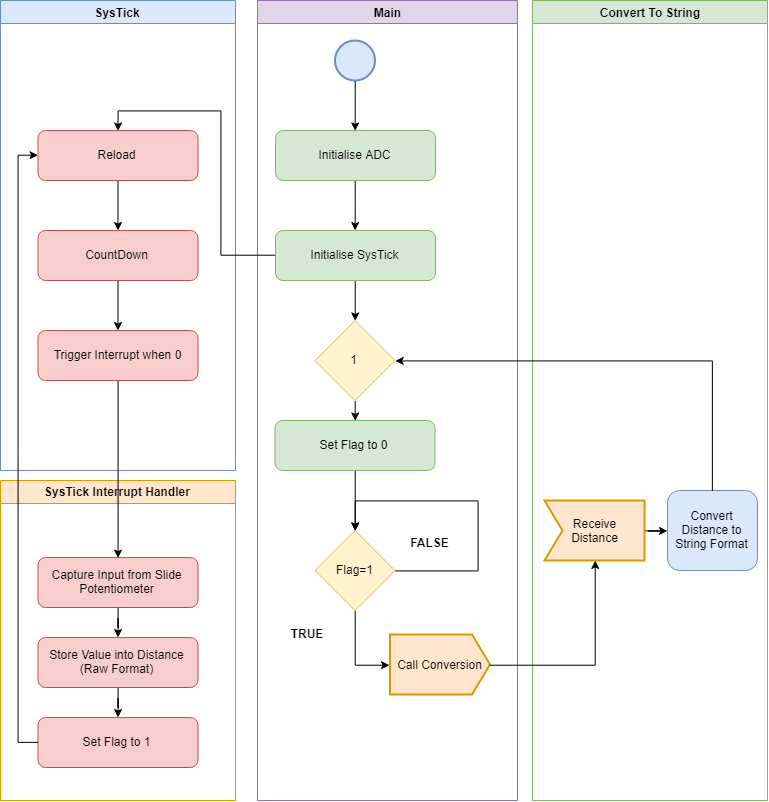 SysTick
Reload
CountDown
Trigger Interrupt when 0
SysTick Interrupt Handler
Capture Input from Slide
Potentiometer
Store Value into Distance
(Raw Format)
Set Flag to 1
Main
Initialise ADC
Initialise SysTick
1
Set Flag to 0
FALSE
Flag=1
TRUE
Call Conversion
Convert To String
Receive
Distance
Convert
Distance to
String Format